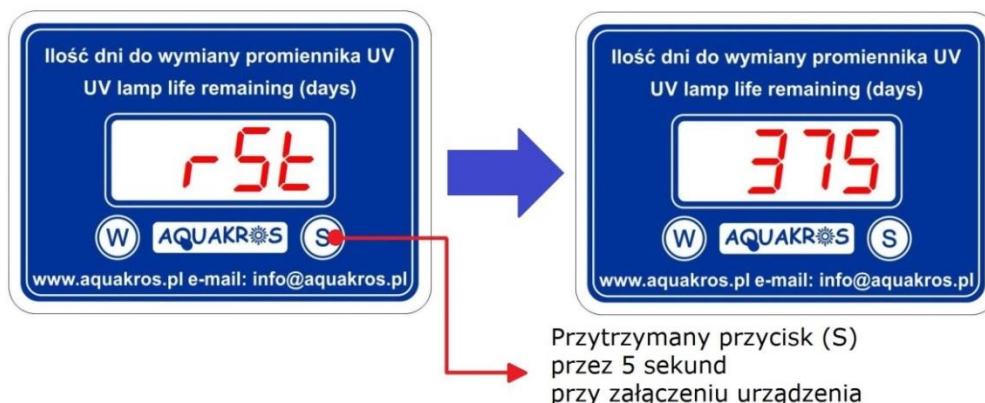 Ilość dni do wymiany promiennika UV
UV lamp life remaining (days)
rSt
W AQUAKROS S
www.aquakros.pl e-mail: info@aquakros.pl
Ilość dni do wymiany promiennika UV
UV lamp life remaining (days)
375
W AQUAKROS S
www.aquakros.pl e-mail: info@aquakros.pl
Przytrzymany przycisk (S)
przez 5 sekund
przy załączeniu urządzenia